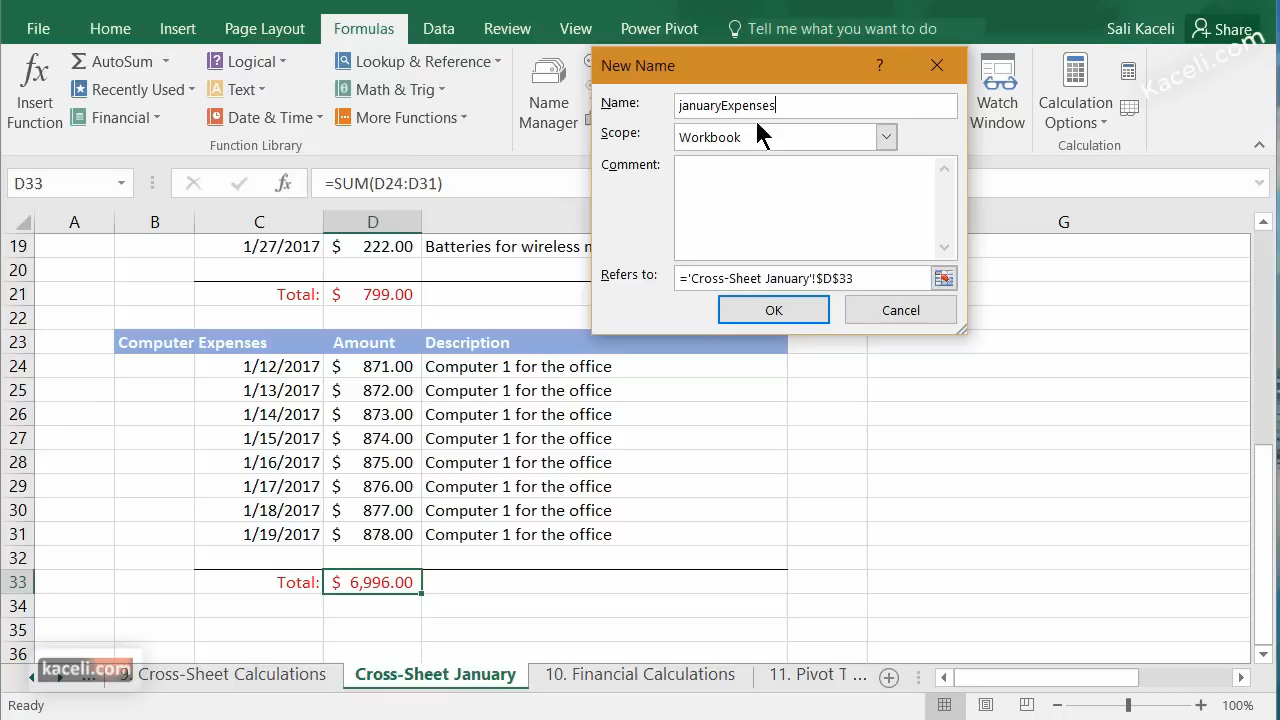 File Home Insert Page Layout Formulas Data Review View Power Pivot Tell me what you want to do Sali Kaceli Share
Kaceli.com
fx Insert Function
AutoSum Logical Lookup & Reference
Recently Used Text Math & Trig
Financial Date & Time More Functions
Function Library
Name Manager
Watch Window
Calculation Options
Calculation
New Name ?
Name: januaryExpenses
Scope: Workbook
Comment:
Refers to: ='Cross-Sheet January'!$D$33
OK Cancel
D33 fx =SUM(D24:D31)
A B C D G
19 1/27/2017 $ 222.00 Batteries for wireless
20
21 Total: $ 799.00
22
23 Computer Expenses Amount Description
24 1/12/2017 $ 871.00 Computer 1 for the office
25 1/13/2017 $ 872.00 Computer 1 for the office
26 1/14/2017 $ 873.00 Computer 1 for the office
27 1/15/2017 $ 874.00 Computer 1 for the office
28 1/16/2017 $ 875.00 Computer 1 for the office
29 1/17/2017 $ 876.00 Computer 1 for the office
30 1/18/2017 $ 877.00 Computer 1 for the office
31 1/19/2017 $ 878.00 Computer 1 for the office
32
33 Total: $ 6,996.00
34
35
36
kaceli.com
... Cross-Sheet Calculations Cross-Sheet January 10. Financial Calculations 11. Pivot T ...
Ready 100%